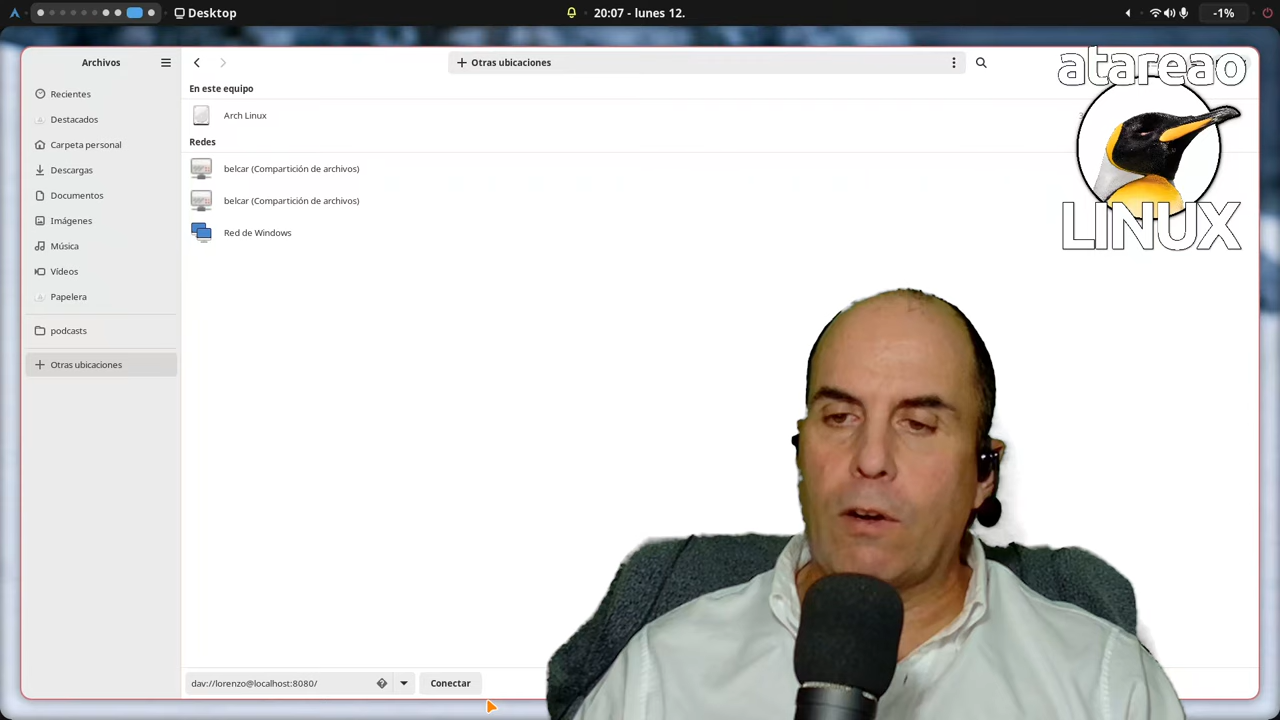 Desktop
20:07 - lunes 12.
-1%
Archivos
Otras ubicaciones
atareao
LINUX
Recientes
Destacados
Carpeta personal
Descargas
Documentos
Imágenes
Música
Vídeos
Papelera
podcasts
Otras ubicaciones
En este equipo
Arch Linux
Redes
belcar (Compartición de archivos)
belcar (Compartición de archivos)
Red de Windows
dav://lorenzo@localhost:8080/
Conectar